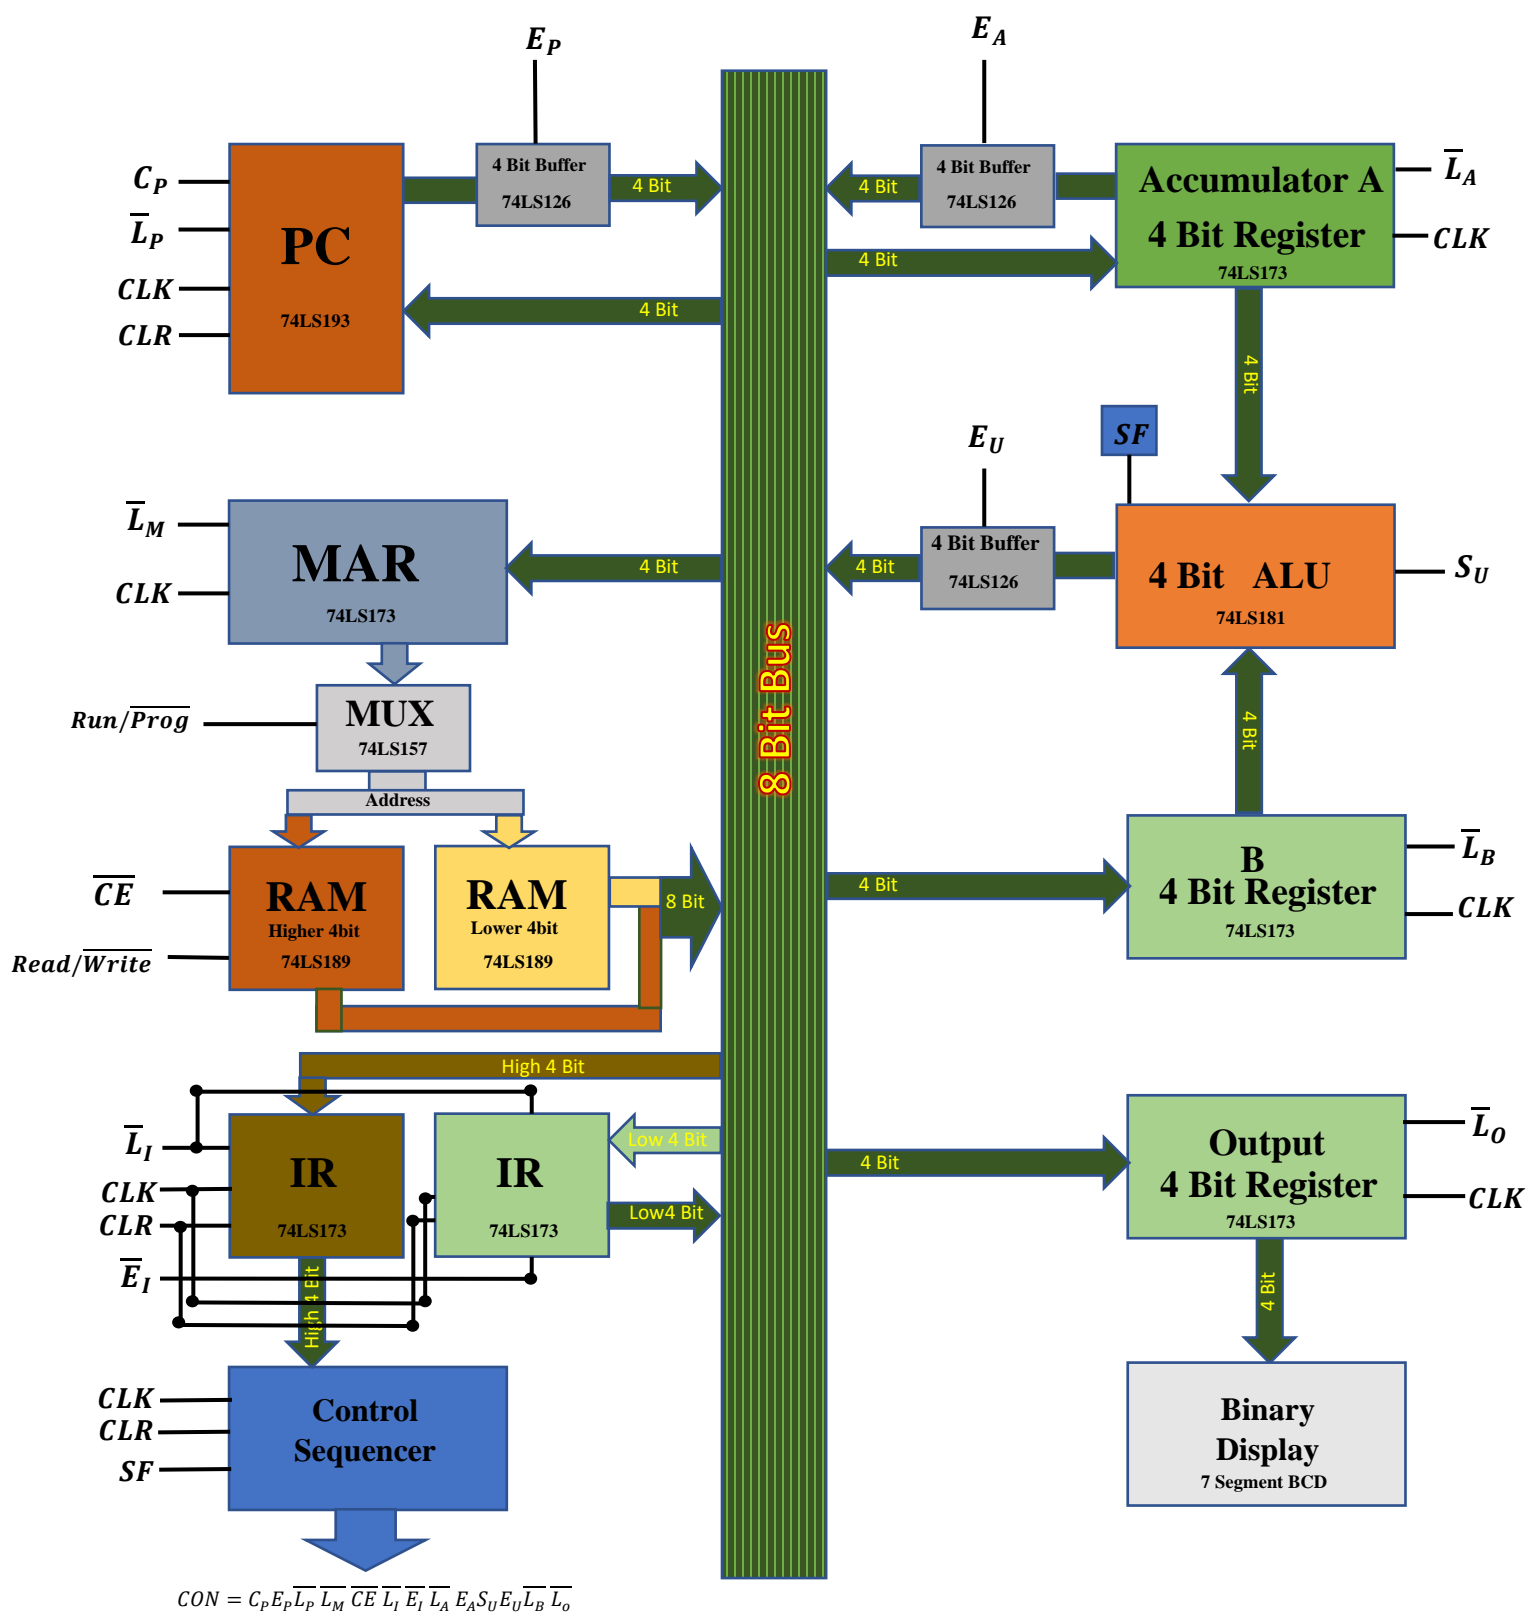 E_P
E_A
C_P
L̅_P
CLK
CLR
PC
74LS193
4 Bit Buffer
74LS126
4 Bit
4 Bit
4 Bit
4 Bit Buffer
74LS126
4 Bit
Accumulator A
4 Bit Register
74LS173
L̅_A
CLK
4 Bit
SF
E_U
L̅_M
CLK
MAR
74LS173
4 Bit
4 Bit
4 Bit Buffer
74LS126
4 Bit ALU
74LS181
S_U
8 Bit Bus
Run/P̅r̅o̅g̅
MUX
74LS157
Address
4 Bit
C̅E̅
Read/W̅r̅i̅t̅e̅
RAM
Higher 4bit
74LS189
RAM
Lower 4bit
74LS189
8 Bit
4 Bit
B
4 Bit Register
74LS173
L̅_B
CLK
High 4 Bit
L̅_I
CLK
CLR
E̅_I
IR
74LS173
IR
74LS173
Low 4 Bit
Low4 Bit
High 4 Bit
4 Bit
Output
4 Bit Register
74LS173
L̅_O
CLK
4 Bit
CLK
CLR
SF
Control
Sequencer
Binary
Display
7 Segment BCD
CON = C_P E_P L̅_P L̅_M C̅E̅ L̅_I E̅_I L̅_A E_A S_U E_U L̅_B L̅_o